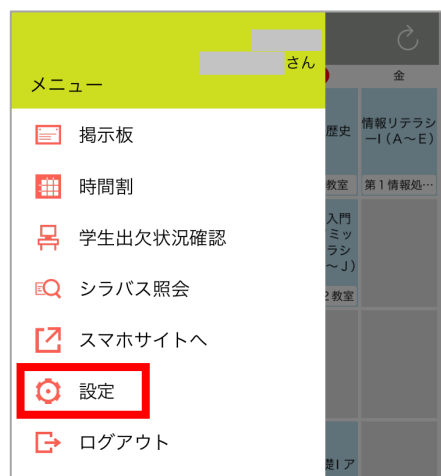 さん
メニュー
金
掲示板
時間割
学生出欠状況確認
シラバス照会
スマホサイトへ
設定
ログアウト
歴史
教室
情報リテラシ
ーI(A～E)
第1情報処…
入門
ミッ
ラシ
～J)
2教室
礎I ア